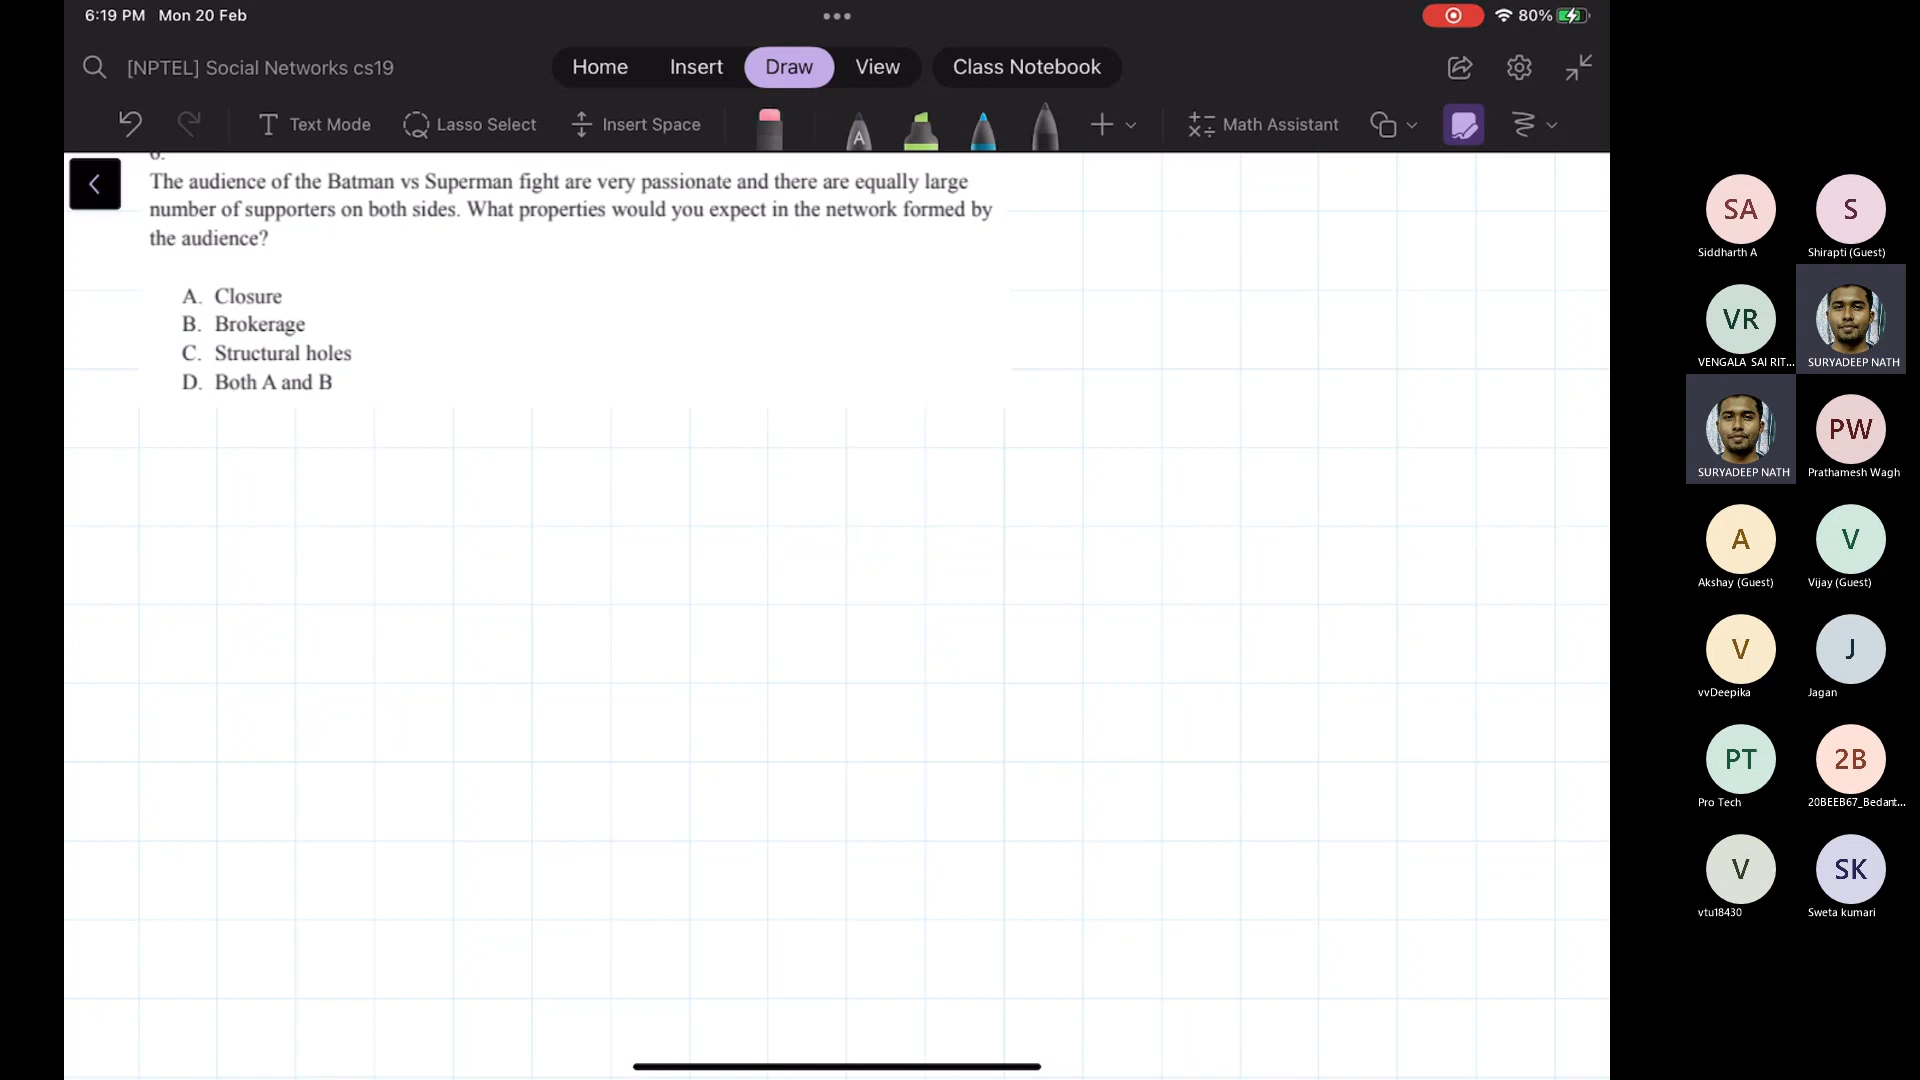 6:19 PM Mon 20 Feb
80%
[NPTEL] Social Networks cs19
Home Insert Draw View Class Notebook
Text Mode Lasso Select Insert Space A Math Assistant
The audience of the Batman vs Superman fight are very passionate and there are equally large
number of supporters on both sides. What properties would you expect in the network formed by
the audience?
A. Closure
B. Brokerage
C. Structural holes
D. Both A and B
SA S
Siddharth A Shirapti (Guest)
VR
VENGALA SAI RIT... SURYADEEP NATH
PW
SURYADEEP NATH Prathamesh Wagh
A V
Akshay (Guest) Vijay (Guest)
V J
vvDeepika Jagan
PT 2B
Pro Tech 20BEEB67_Bedant...
V SK
vtu18430 Sweta kumari